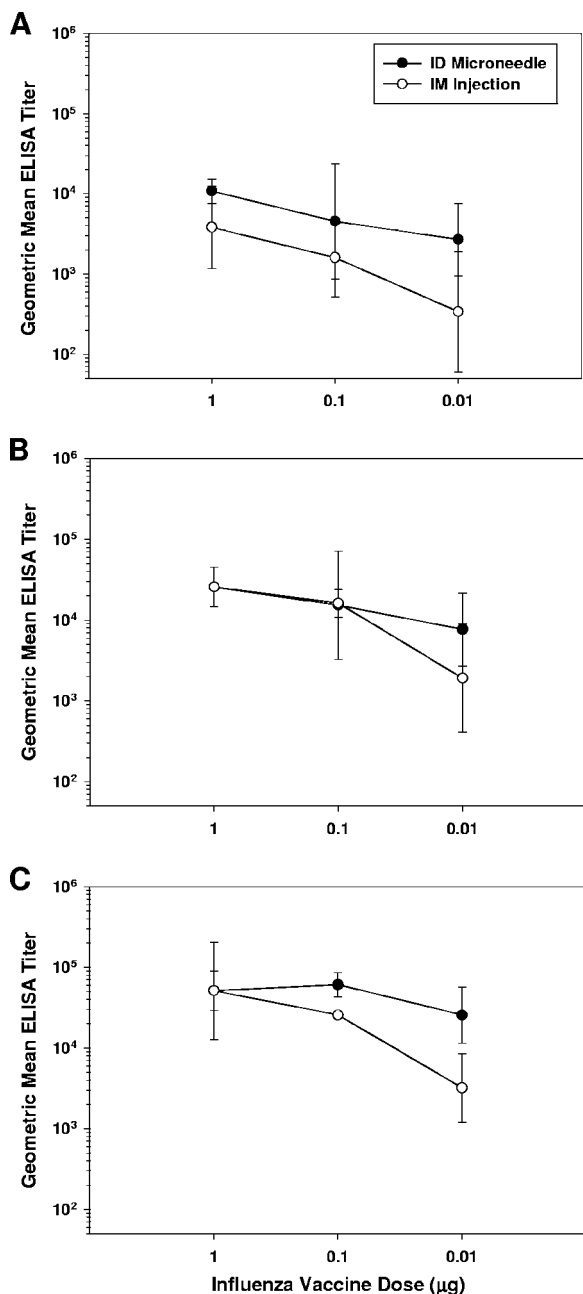 A
Geometric Mean ELISA Titer
10⁶
10⁵
10⁴
10³
10²
ID Microneedle
IM Injection
1
0.1
0.01
B
Geometric Mean ELISA Titer
10⁶
10⁵
10⁴
10³
10²
1
0.1
0.01
C
Geometric Mean ELISA Titer
10⁶
10⁵
10⁴
10³
10²
1
0.1
0.01
Influenza Vaccine Dose (μg)